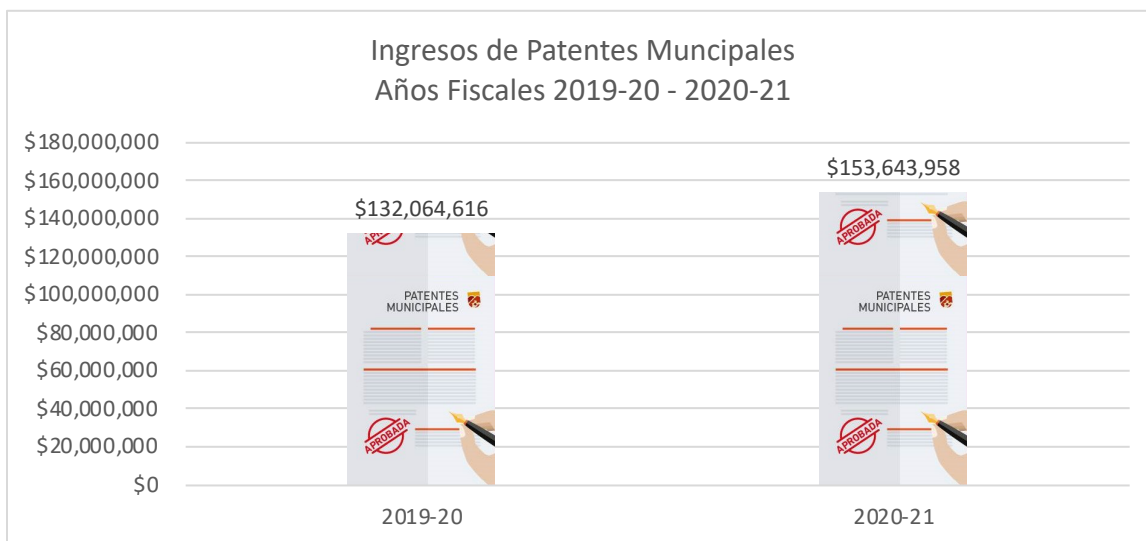 Ingresos de Patentes Muncipales
Años Fiscales 2019-20 - 2020-21
$180,000,000
$160,000,000
$140,000,000
$120,000,000
$100,000,000
$80,000,000
$60,000,000
$40,000,000
$20,000,000
$0
$132,064,616
APROBADA
PATENTES
MUNICIPALES
APROBADA
2019-20
$153,643,958
APROBADA
PATENTES
MUNICIPALES
APROBADA
2020-21